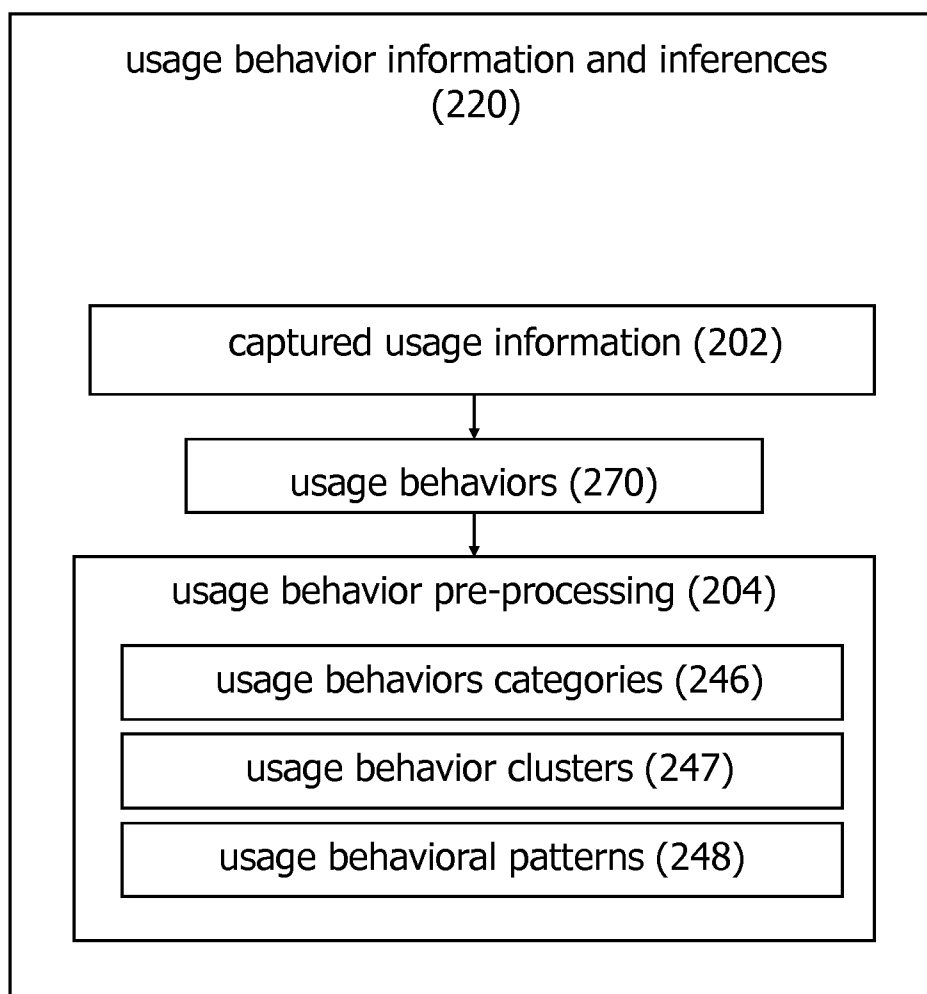 usage behavior information and inferences
(220)
captured usage information (202)
usage behaviors (270)
usage behavior pre-processing (204)
usage behaviors categories (246)
usage behavior clusters (247)
usage behavioral patterns (248)